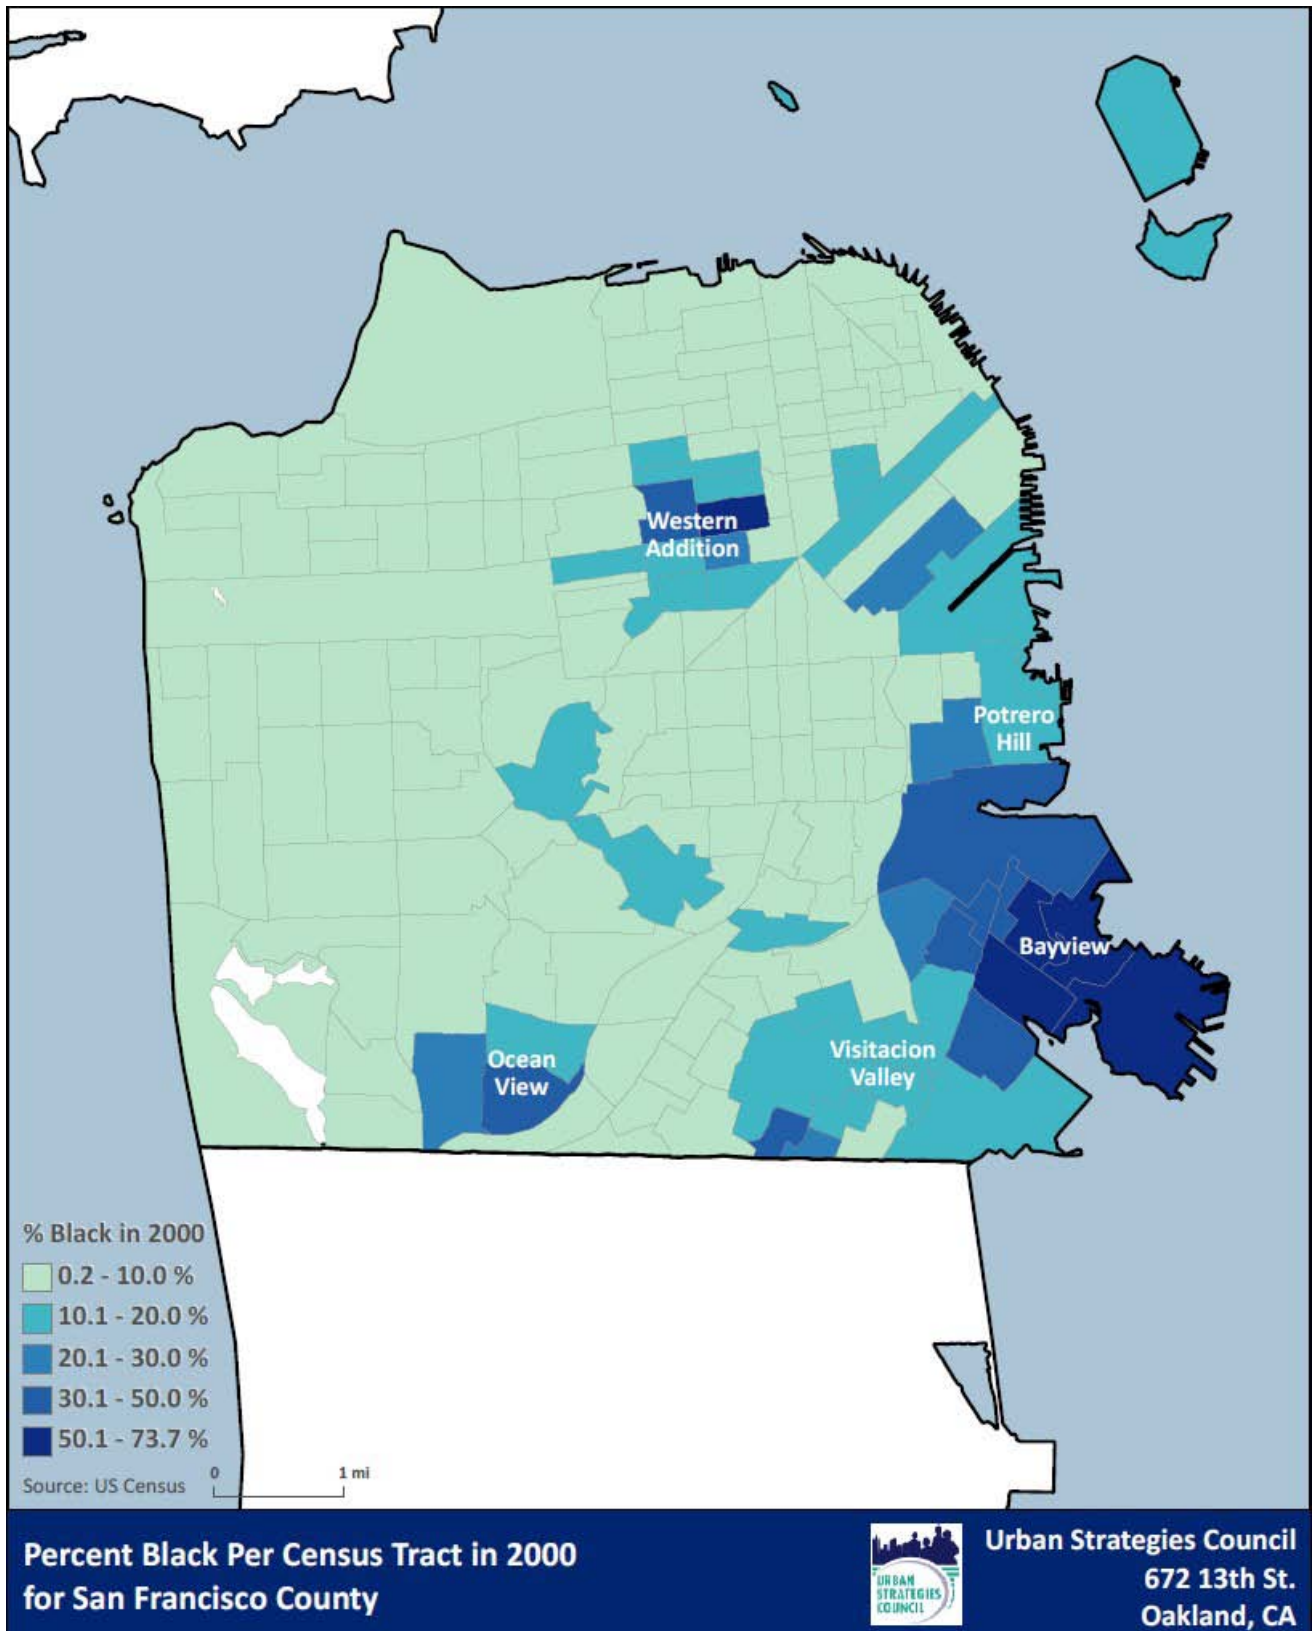 Western
Addition
Potrero
Hill
Bayview
Ocean
View
Visitacion
Valley
% Black in 2000
0.2 - 10.0 %
10.1 - 20.0 %
20.1 - 30.0 %
30.1 - 50.0 %
50.1 - 73.7 %
Source: US Census
0 1 mi
Percent Black Per Census Tract in 2000
for San Francisco County
URBAN
STRATEGIES
COUNCIL
Urban Strategies Council
672 13th St.
Oakland, CA